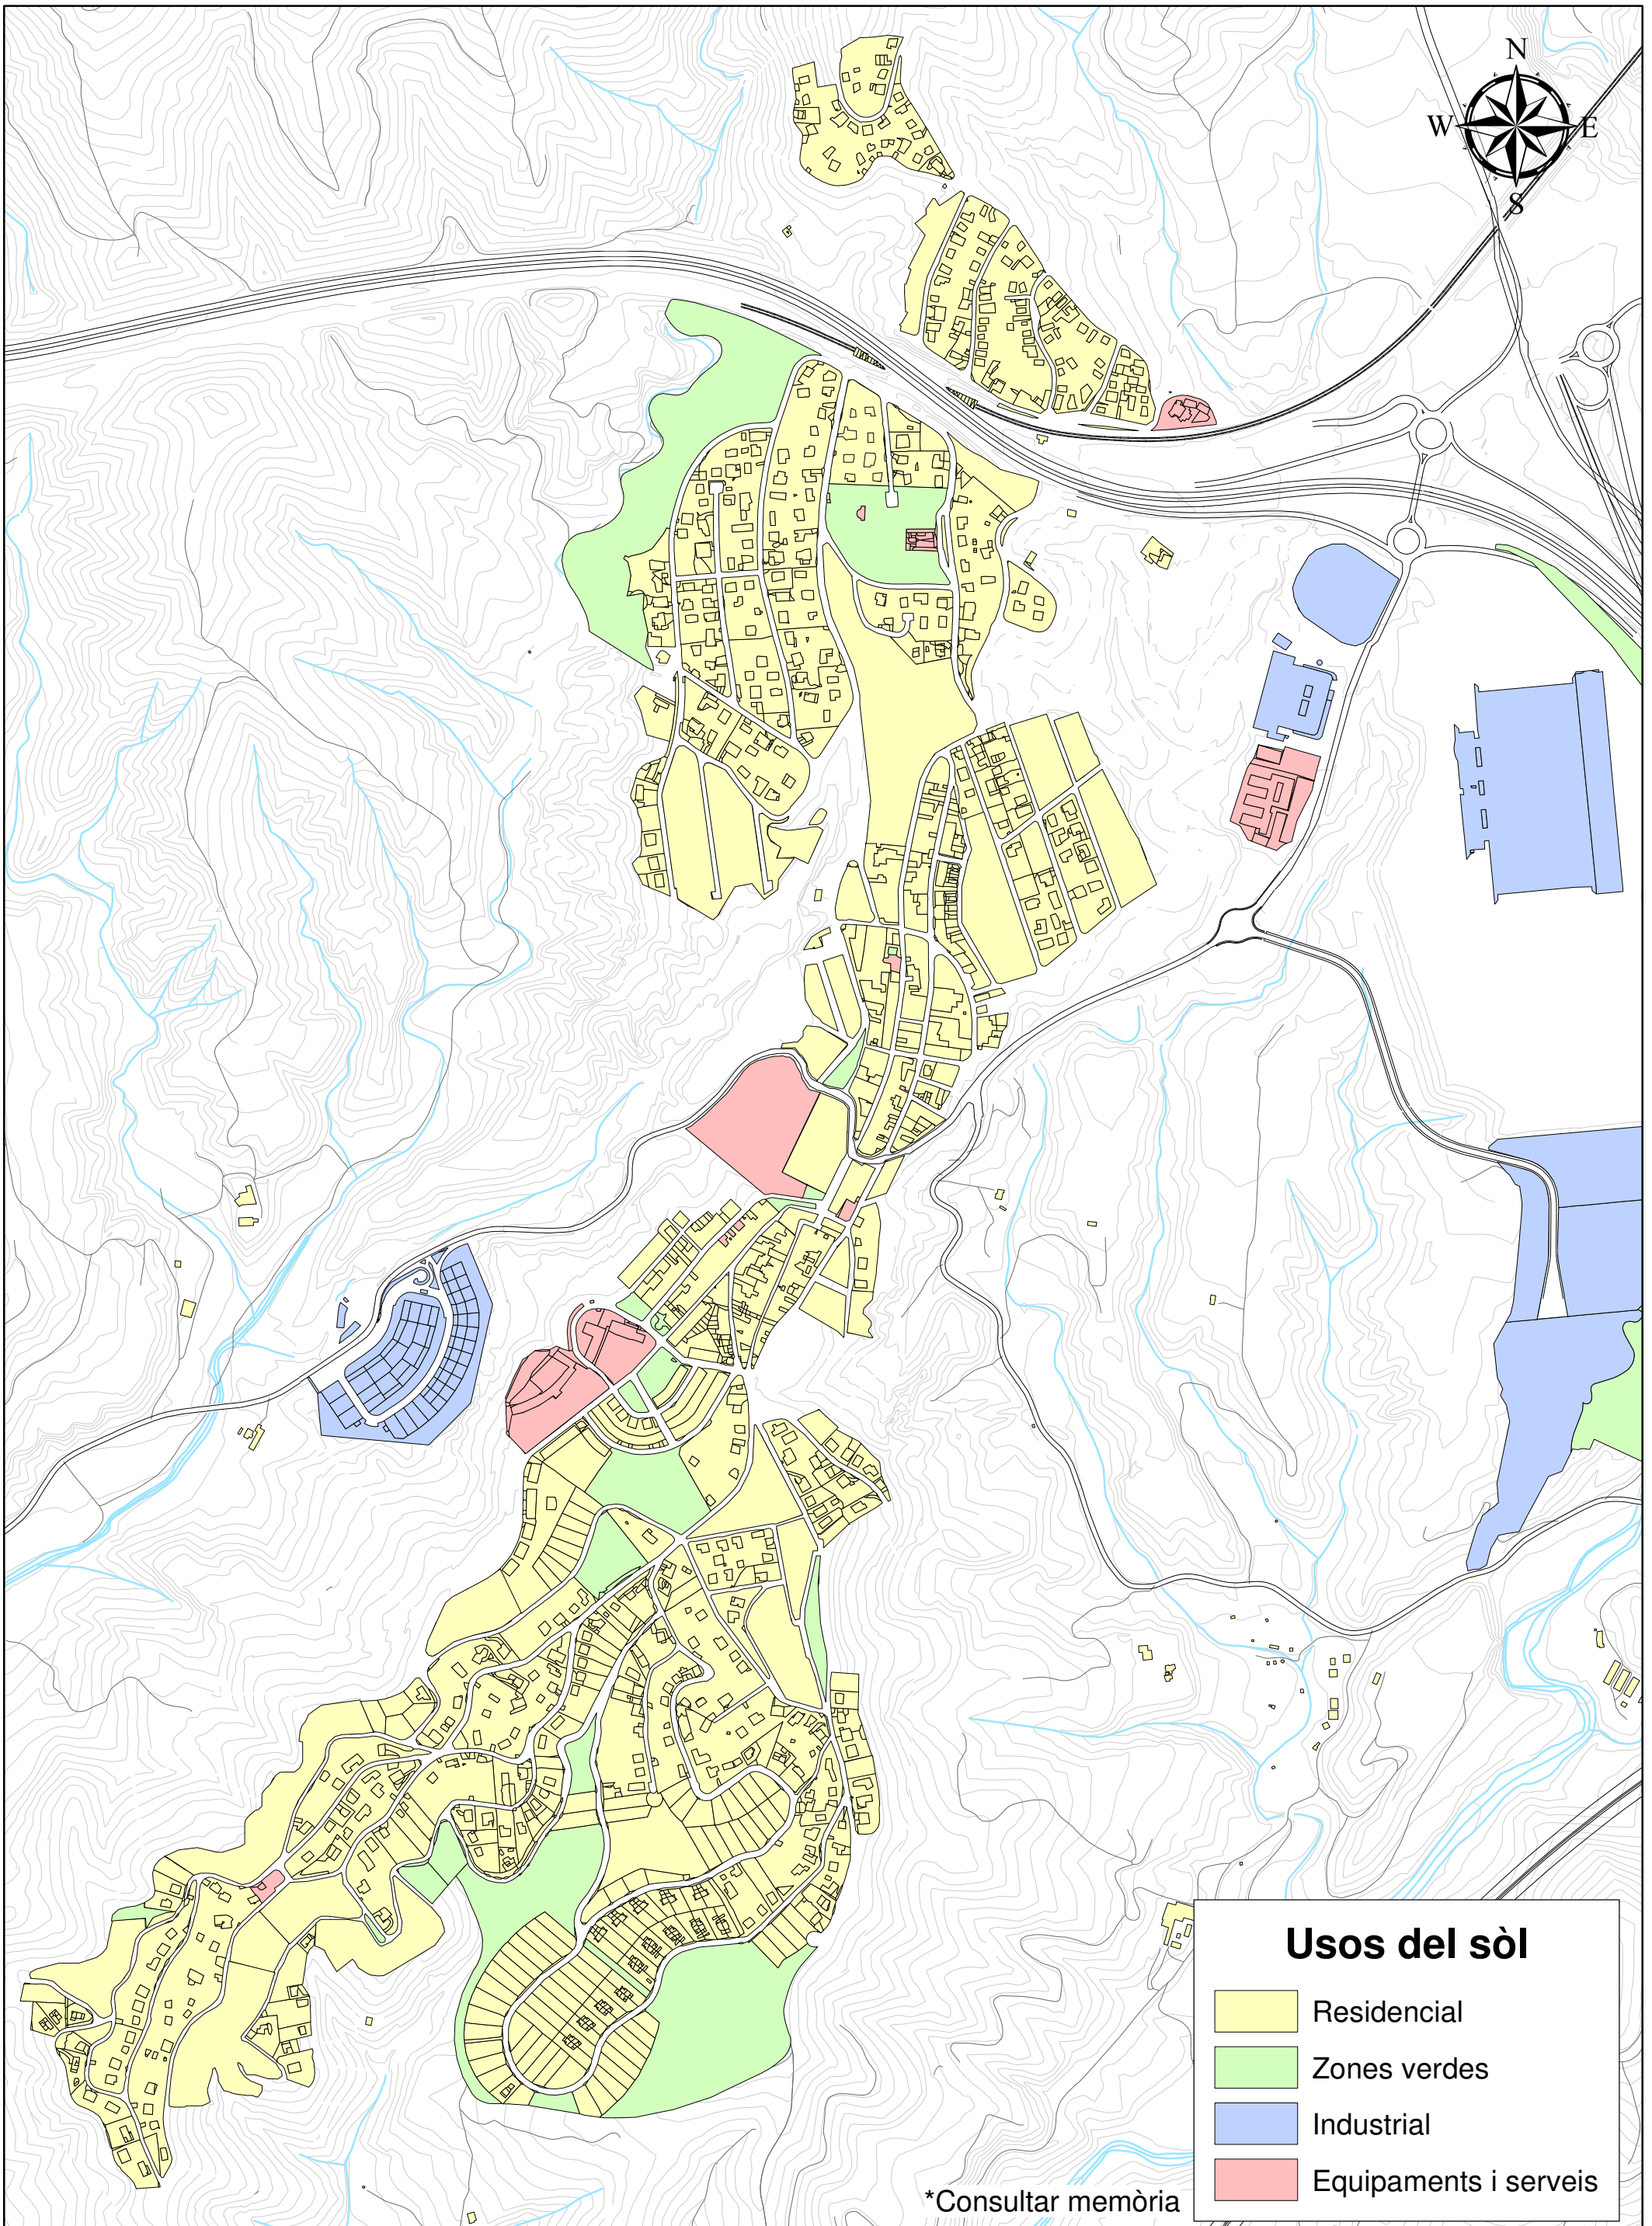 N
W E
S
Usos del sòl
Residencial
Zones verdes
Industrial
Equipaments i serveis
*Consultar memòria